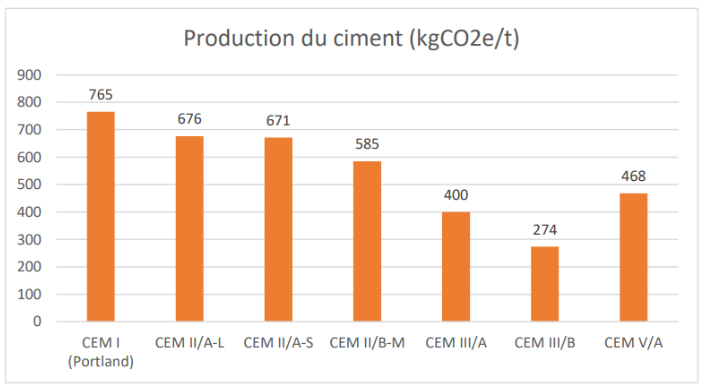 Production du ciment (kgCO2e/t)
900
800
700
600
500
400
300
200
100
0
765
676
671
585
400
274
468
CEM I
(Portland)
CEM II/A-L
CEM II/A-S
CEM II/B-M
CEM III/A
CEM III/B
CEM V/A